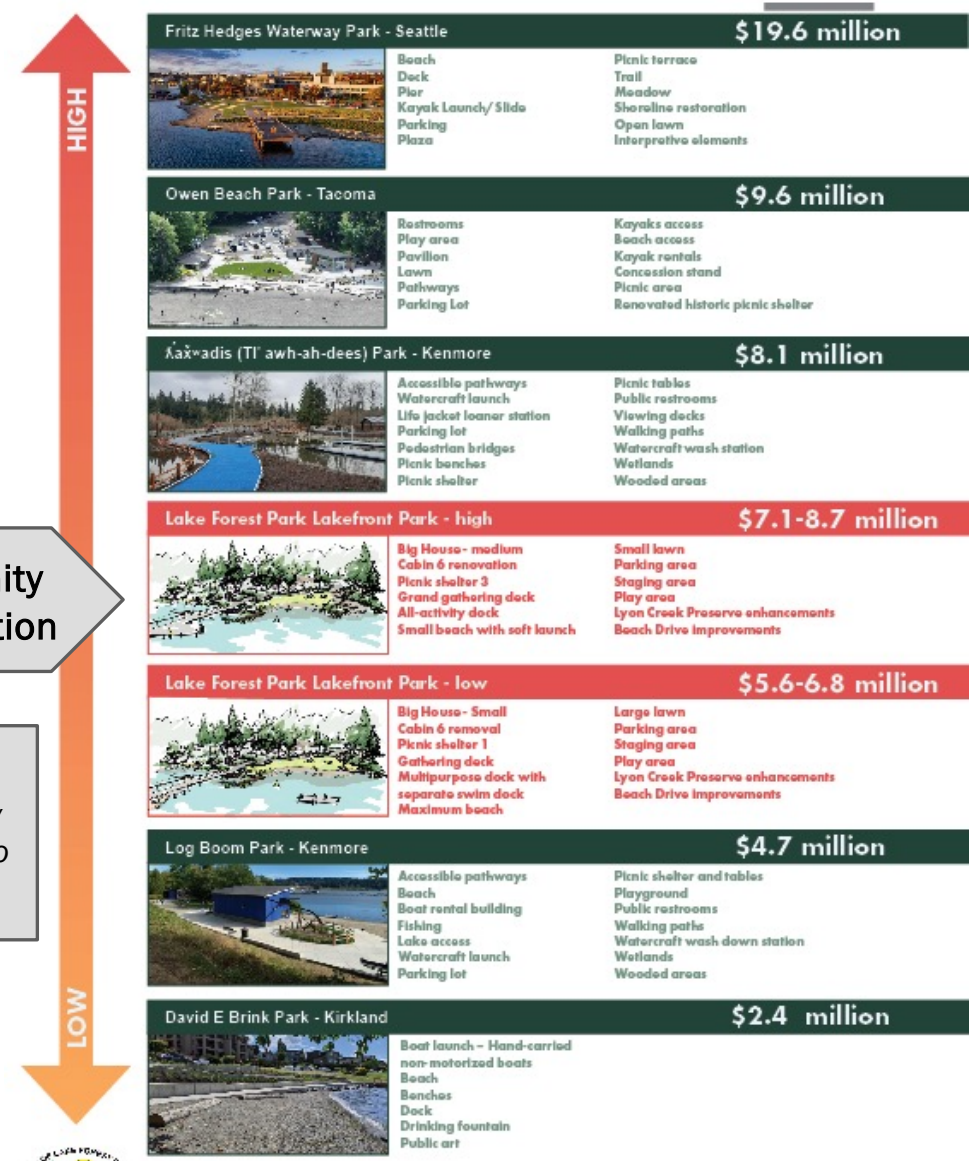 HIGH
Fritz Hedges Waterway Park - Seattle $19.6 million
Beach
Deck
Pier
Kayak Launch/ Slide
Parking
Plaza
Picnic terrace
Trail
Meadow
Shoreline restoration
Open lawn
Interpretive elements
Owen Beach Park - Tacoma $9.6 million
Restrooms
Play area
Pavilion
Lawn
Pathways
Parking Lot
Kayaks access
Beach access
Kayak rentals
Concession stand
Picnic area
Renovated historic picnic shelter
ƛ̓ax̌ʷadis (Tl' awh-ah-dees) Park - Kenmore $8.1 million
Accessible pathways
Watercraft launch
Life jacket loaner station
Parking lot
Pedestrian bridges
Picnic benches
Picnic shelter
Picnic tables
Public restrooms
Viewing decks
Walking paths
Watercraft wash station
Wetlands
Wooded areas
Lake Forest Park Lakefront Park - high $7.1-8.7 million
Big House- medium
Cabin 6 renovation
Picnic shelter 3
Grand gathering deck
All-activity dock
Small beach with soft launch
Small lawn
Parking area
Staging area
Play area
Lyon Creek Preserve enhancements
Beach Drive improvements
ity
tion
Lake Forest Park Lakefront Park - low $5.6-6.8 million
Big House- Small
Cabin 6 removal
Picnic shelter 1
Gathering deck
Multipurpose dock with
separate swim dock
Maximum beach
Large lawn
Parking area
Staging area
Play area
Lyon Creek Preserve enhancements
Beach Drive improvements
Log Boom Park - Kenmore $4.7 million
Accessible pathways
Beach
Boat rental building
Fishing
Lake access
Watercraft launch
Parking lot
Picnic shelter and tables
Playground
Public restrooms
Walking paths
Watercraft wash down station
Wetlands
Wooded areas
LOW
David E Brink Park - Kirkland $2.4 million
Boat launch – Hand-carried
non-motorized boats
Beach
Benches
Dock
Drinking fountain
Public art
OF LAKE FOREST